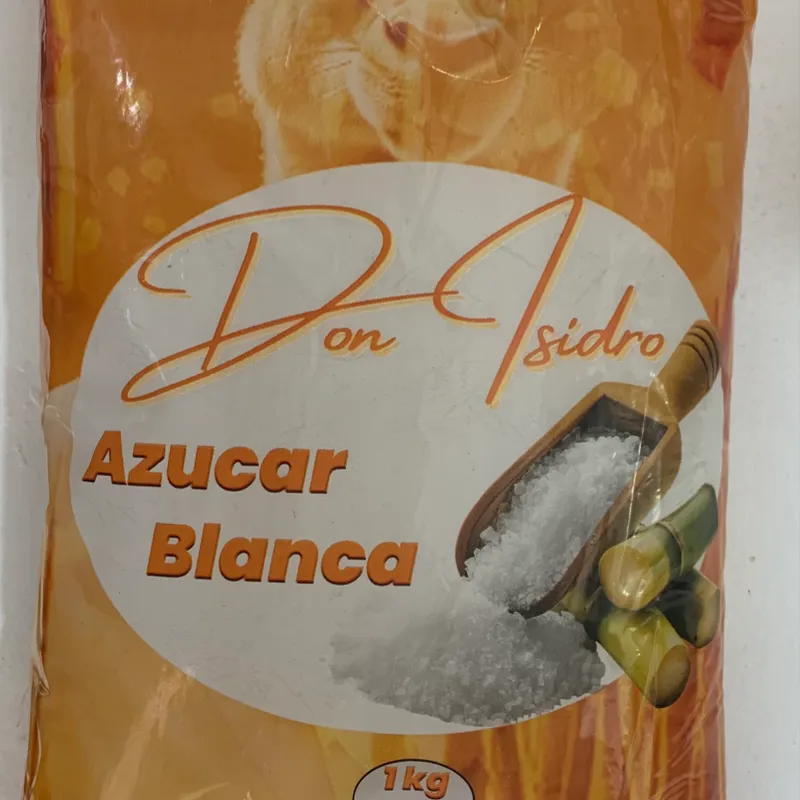 Don Isidro
Azucar
Blanca
1kg